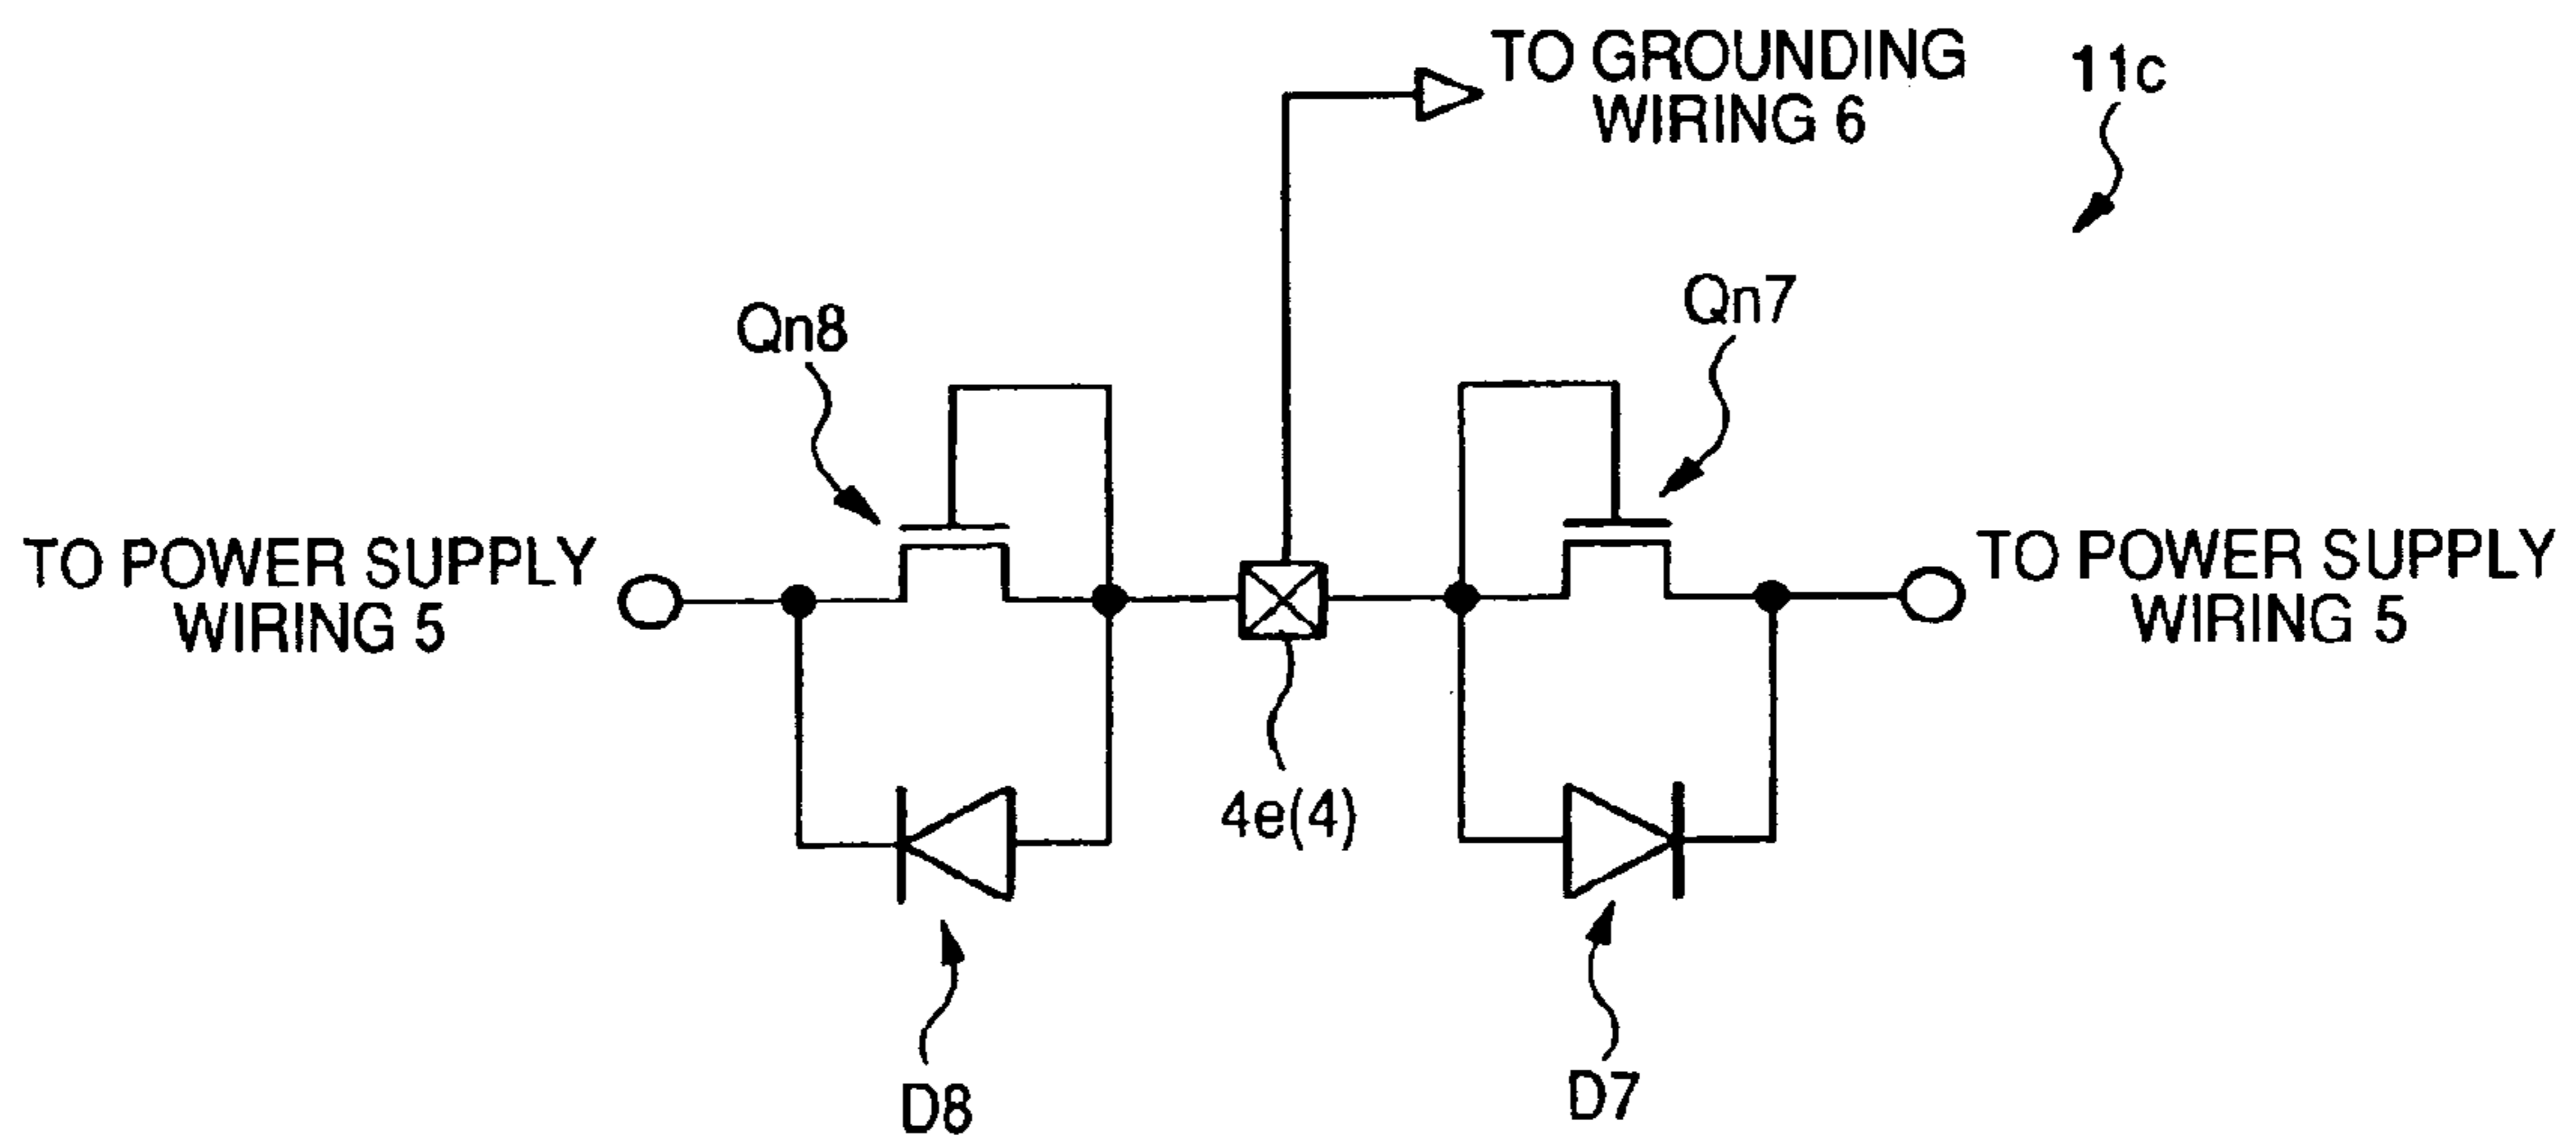 TO GROUNDING
WIRING 6
11c
Qn8
Qn7
TO POWER SUPPLY
WIRING 5
TO POWER SUPPLY
WIRING 5
4e(4)
D8
D7